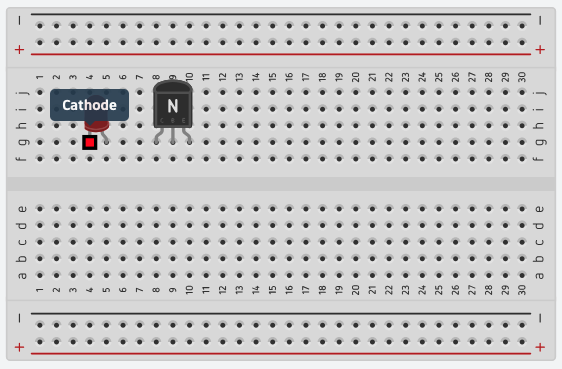 − −
+ +
1 2 3 4 5 6 7 8 9 10 11 12 13 14 15 16 17 18 19 20 21 22 23 24 25 26 27 28 29 30
j j
Cathode
i i
N
h h
C B E
g g
f f
e e
d d
c c
b b
a a
1 2 3 4 5 6 7 8 9 10 11 12 13 14 15 16 17 18 19 20 21 22 23 24 25 26 27 28 29 30
− −
+ +